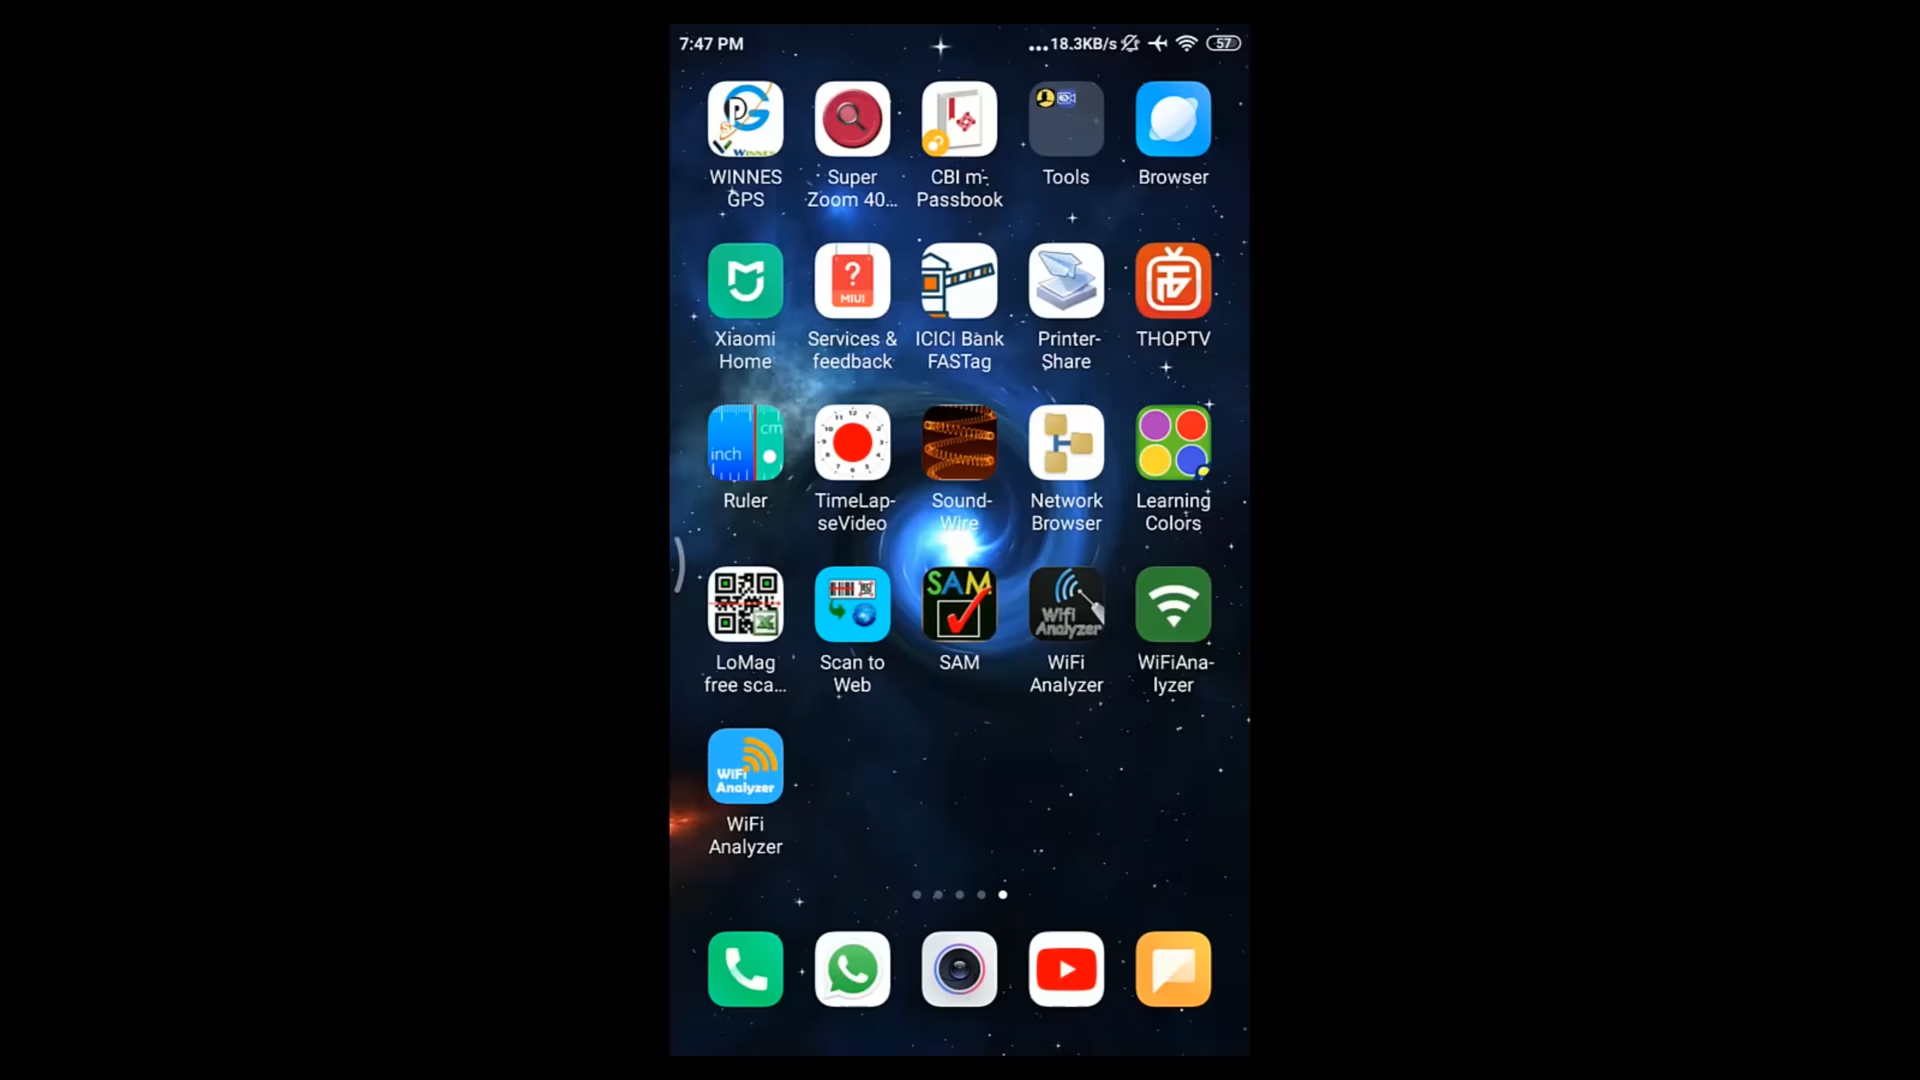 7:47 PM
...18.3KB/s
57
WINNES
GPS
Super
Zoom 40...
CBI m-
Passbook
Tools
Browser
WINNES
MIUI
Xiaomi
Home
Services &
feedback
ICICI Bank
FASTag
Printer-
Share
THOPTV
inch
cm
Ruler
TimeLap-
seVideo
Sound-
Wire
Network
Browser
Learning
Colors
SAM
Wifi
Analyzer
LoMag
free sca...
Scan to
Web
SAM
WiFi
Analyzer
WiFiAna-
lyzer
WiFi
Analyzer
WiFi
Analyzer